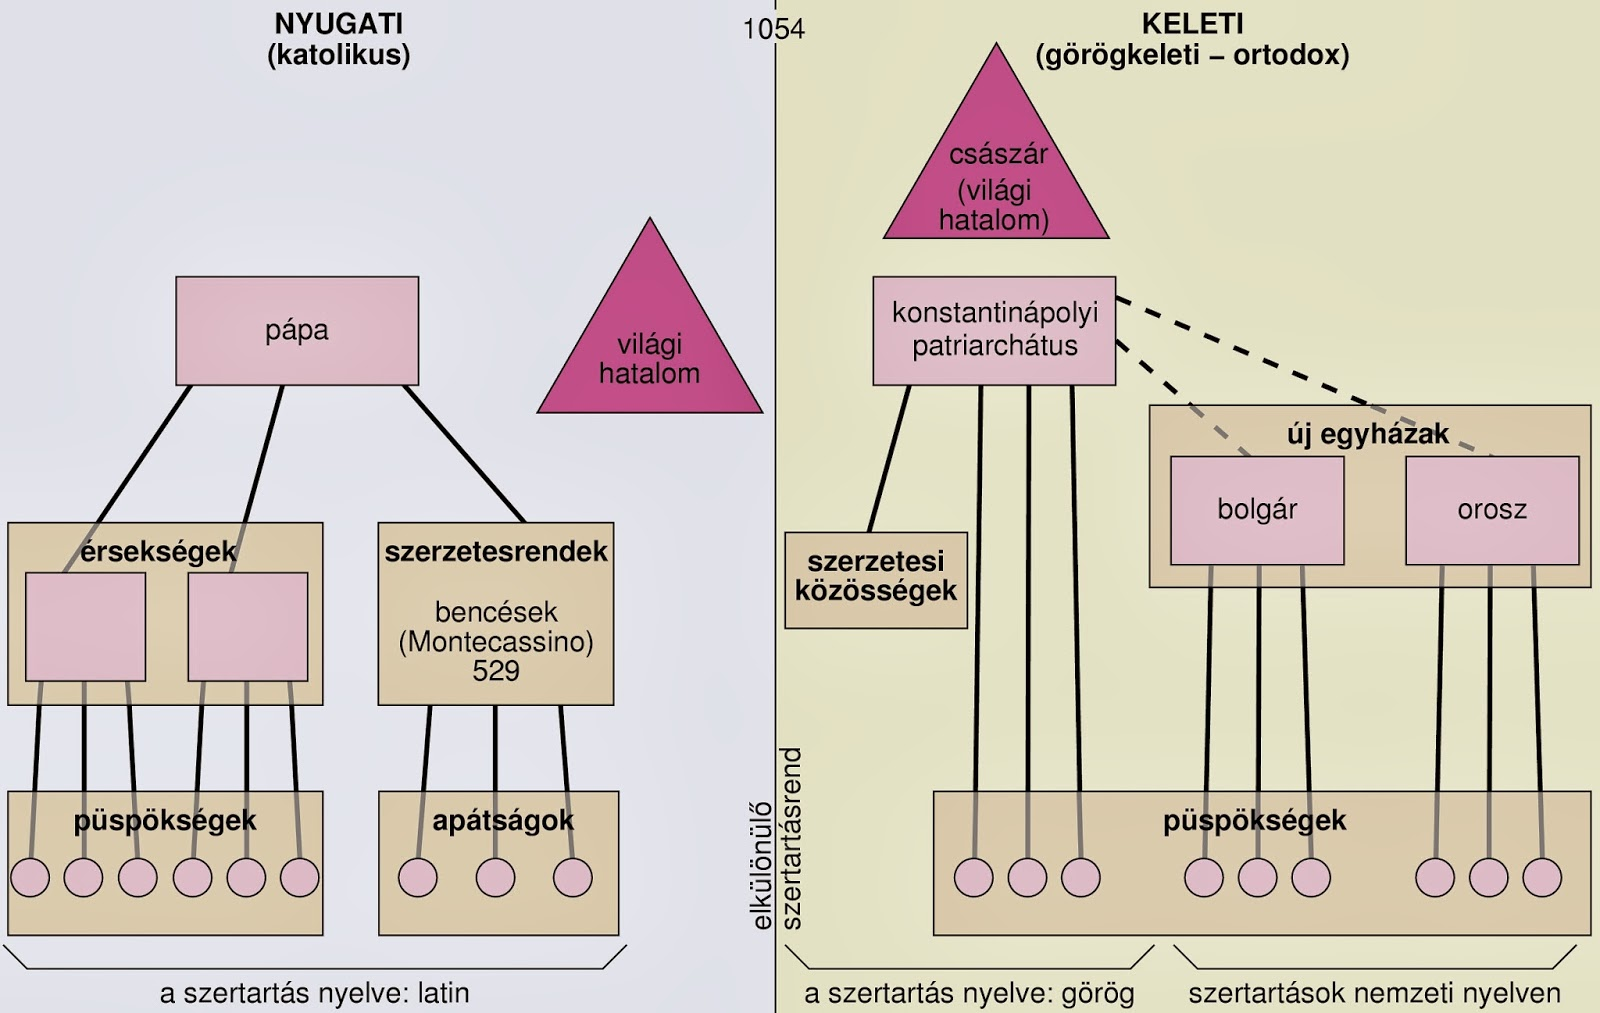 NYUGATI
(katolikus)
1054
KELETI
(görögkeleti – ortodox)
császár
(világi
hatalom)
pápa
világi
hatalom
konstantinápolyi
patriarchátus
új egyházak
bolgár
orosz
érsekségek
szerzetesrendek
bencések
(Montecassino)
529
szerzetesi
közösségek
püspökségek
apátságok
elkülönülő
szertartásrend
püspökségek
a szertartás nyelve: latin
a szertartás nyelve: görög
szertartások nemzeti nyelven